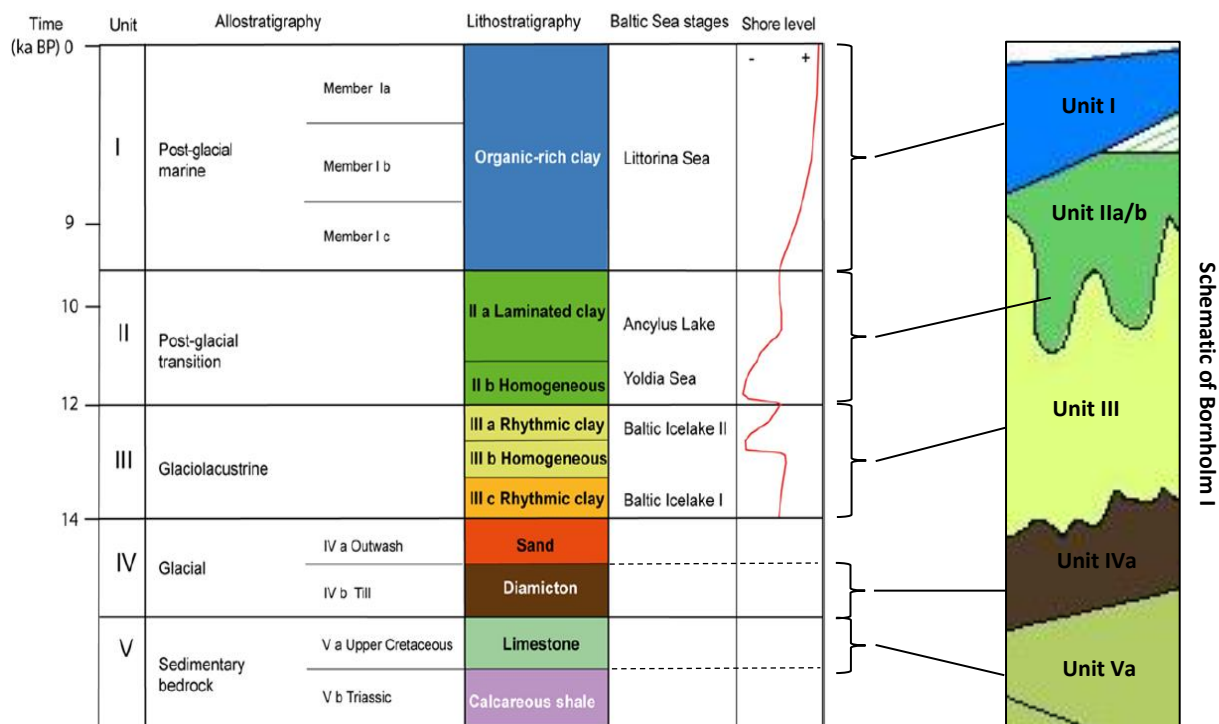 Time
(ka BP) 0
Unit
Allostratigraphy
Lithostratigraphy
Baltic Sea stages
Shore level
- +
I
Post-glacial
marine
Member Ia
Member I b
Member I c
Organic-rich clay
Littorina Sea
9
10
II
Post-glacial
transition
II a Laminated clay
Ancylus Lake
II b Homogeneous
Yoldia Sea
12
III
Glaciolacustrine
III a Rhythmic clay
Baltic Icelake II
III b Homogeneous
III c Rhythmic clay
Baltic Icelake I
14
IV
Glacial
IV a Outwash
Sand
IV b Till
Diamicton
V
Sedimentary
bedrock
V a Upper Cretaceous
Limestone
V b Triassic
Calcareous shale
Unit I
Unit IIa/b
Unit III
Unit IVa
Unit Va
Schematic of Bornholm I